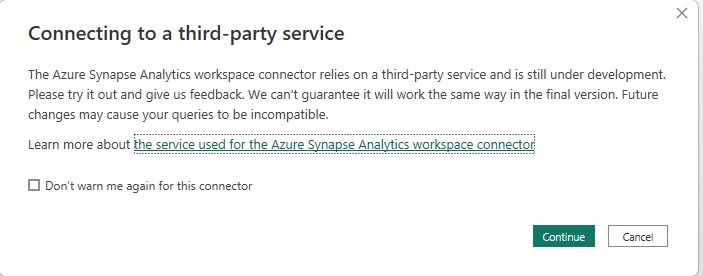 Connecting to a third-party service
The Azure Synapse Analytics workspace connector relies on a third-party service and is still under development.
Please try it out and give us feedback. We can't guarantee it will work the same way in the final version. Future
changes may cause your queries to be incompatible.
Learn more about the service used for the Azure Synapse Analytics workspace connector
Don't warn me again for this connector
Continue Cancel